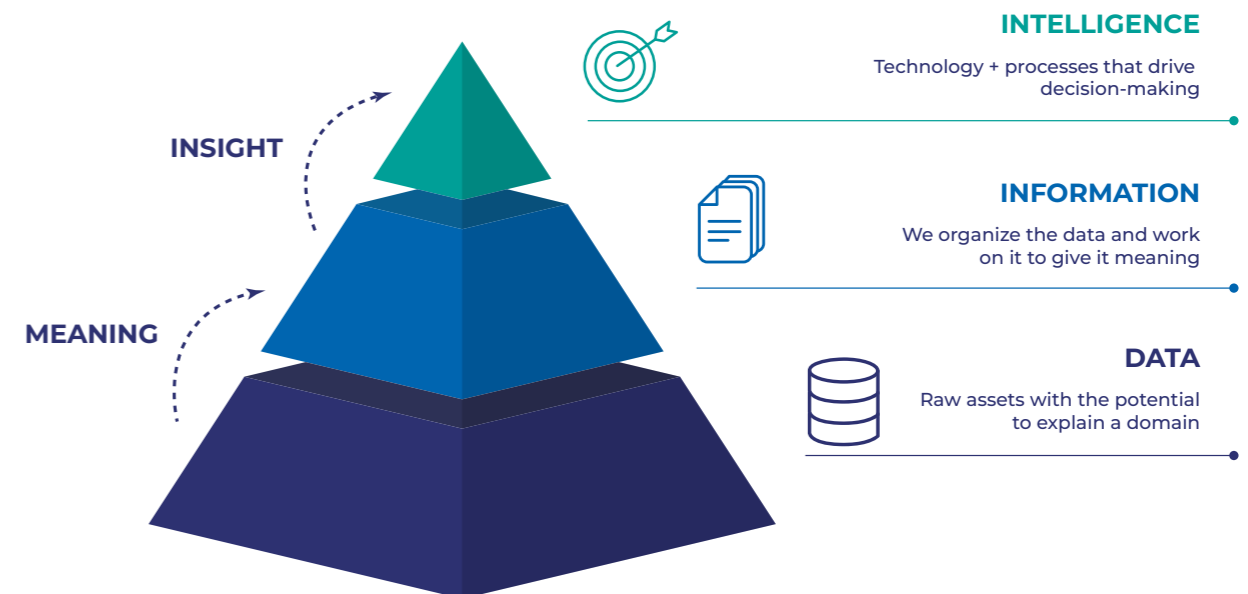 INTELLIGENCE
Technology + processes that drive
decision-making
INSIGHT
INFORMATION
We organize the data and work
on it to give it meaning
MEANING
DATA
Raw assets with the potential
to explain a domain